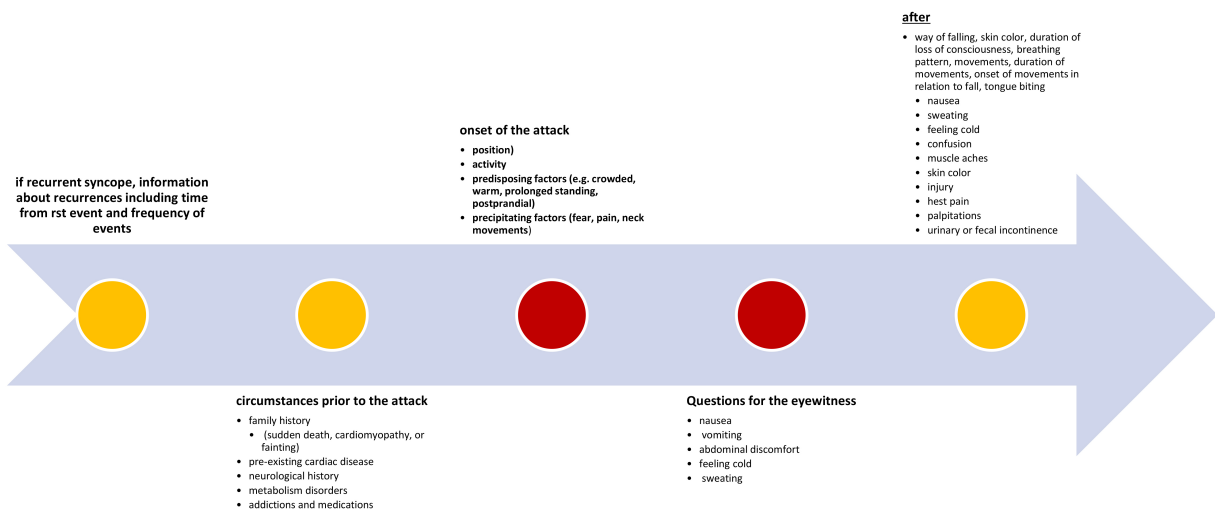 if recurrent syncope, information
about recurrences including time
from rst event and frequency of
events
circumstances prior to the attack
• family history
• (sudden death, cardiomyopathy, or
fainting)
• pre-existing cardiac disease
• neurological history
• metabolism disorders
• addictions and medications
onset of the attack
• position)
• activity
• predisposing factors (e.g. crowded,
warm, prolonged standing,
postprandial)
• precipitating factors (fear, pain, neck
movements)
Questions for the eyewitness
• nausea
• vomiting
• abdominal discomfort
• feeling cold
• sweating
after
• way of falling, skin color, duration of
loss of consciousness, breathing
pattern, movements, duration of
movements, onset of movements in
relation to fall, tongue biting
• nausea
• sweating
• feeling cold
• confusion
• muscle aches
• skin color
• injury
• hest pain
• palpitations
• urinary or fecal incontinence